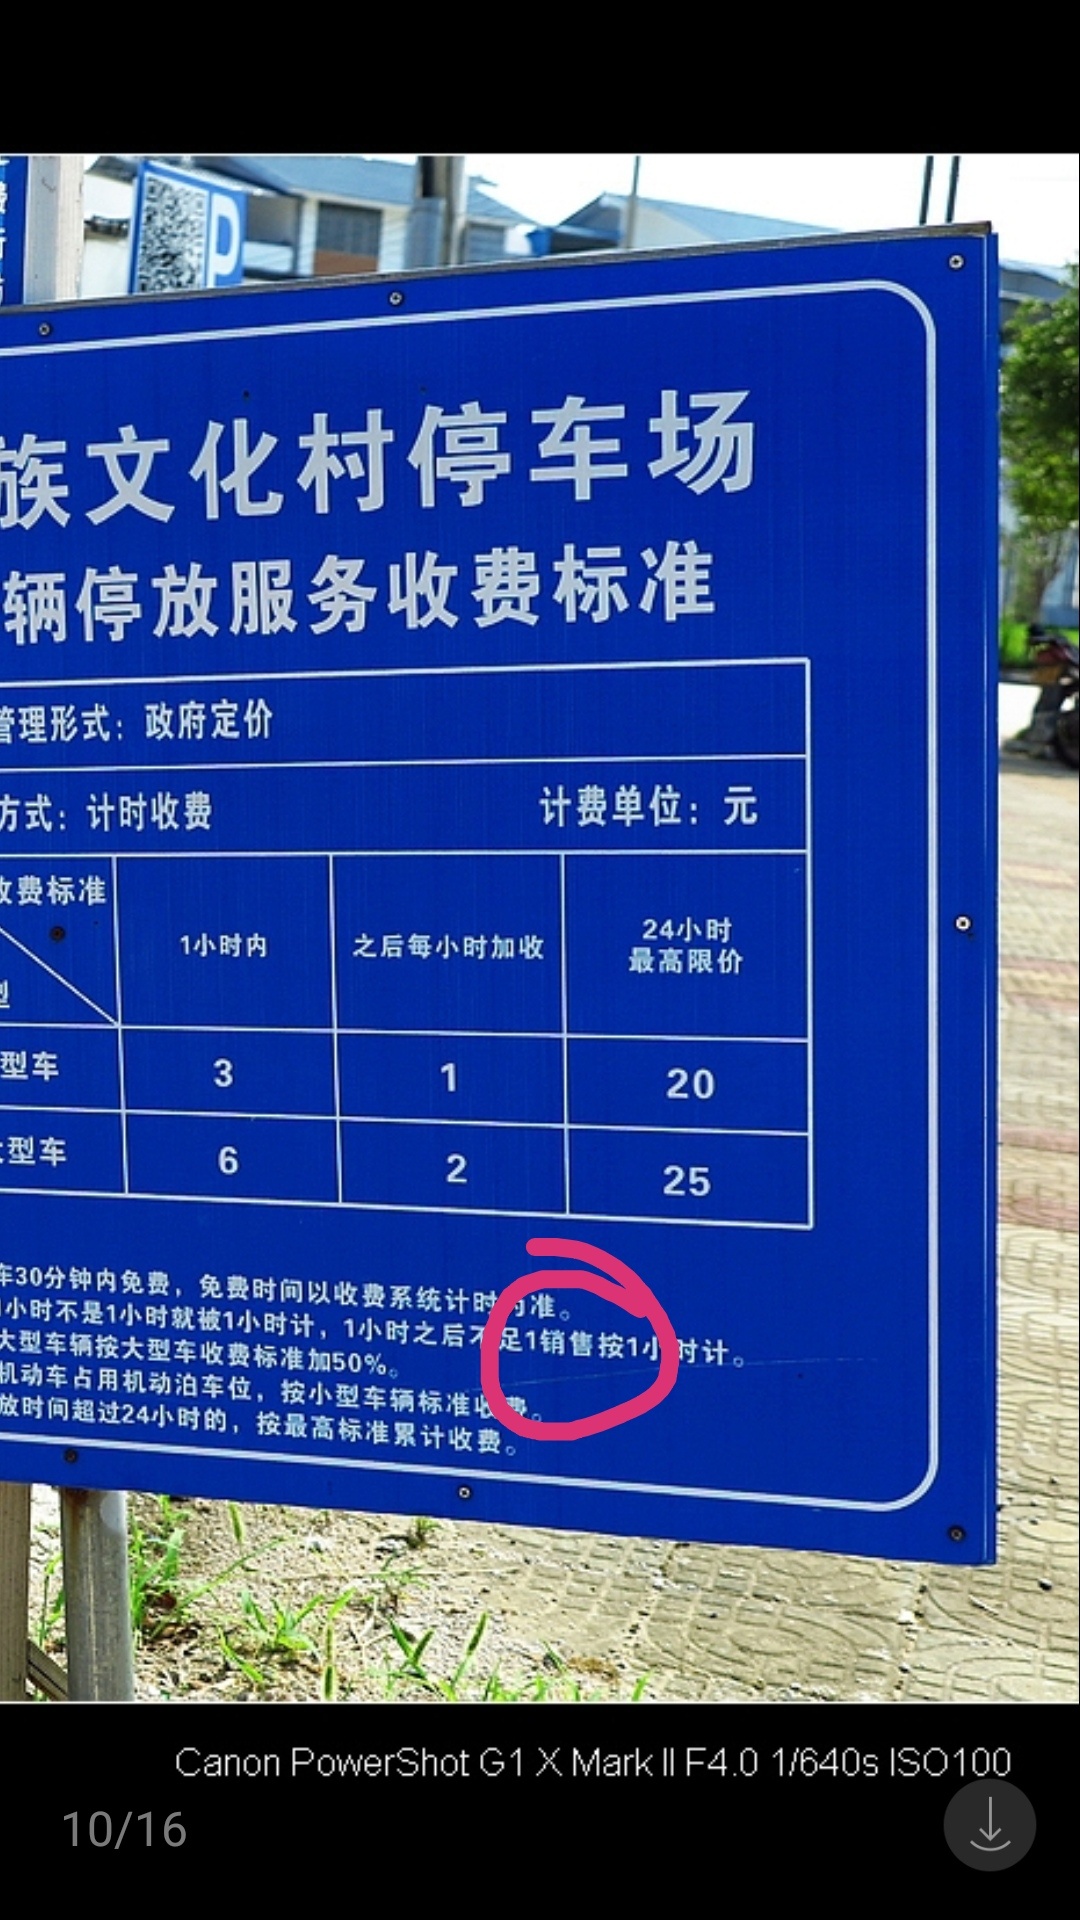 P
族文化村停车场
辆停放服务收费标准
管理形式：政府定价
方式：计时收费 计费单位：元
收费标准 1小时内 之后每小时加收 24小时
最高限价
型
型车 3 1 20
型车 6 2 25
车30分钟内免费，免费时间以收费系统计时为准。
小时不是1小时就被1小时计，1小时之后不足1销售按1小时计。
大型车辆按大型车收费标准加50%。
机动车占用机动泊车位，按小型车辆标准收费。
放时间超过24小时的，按最高标准累计收费。
Canon PowerShot G1 X Mark II F4.0 1/640s ISO100
10/16